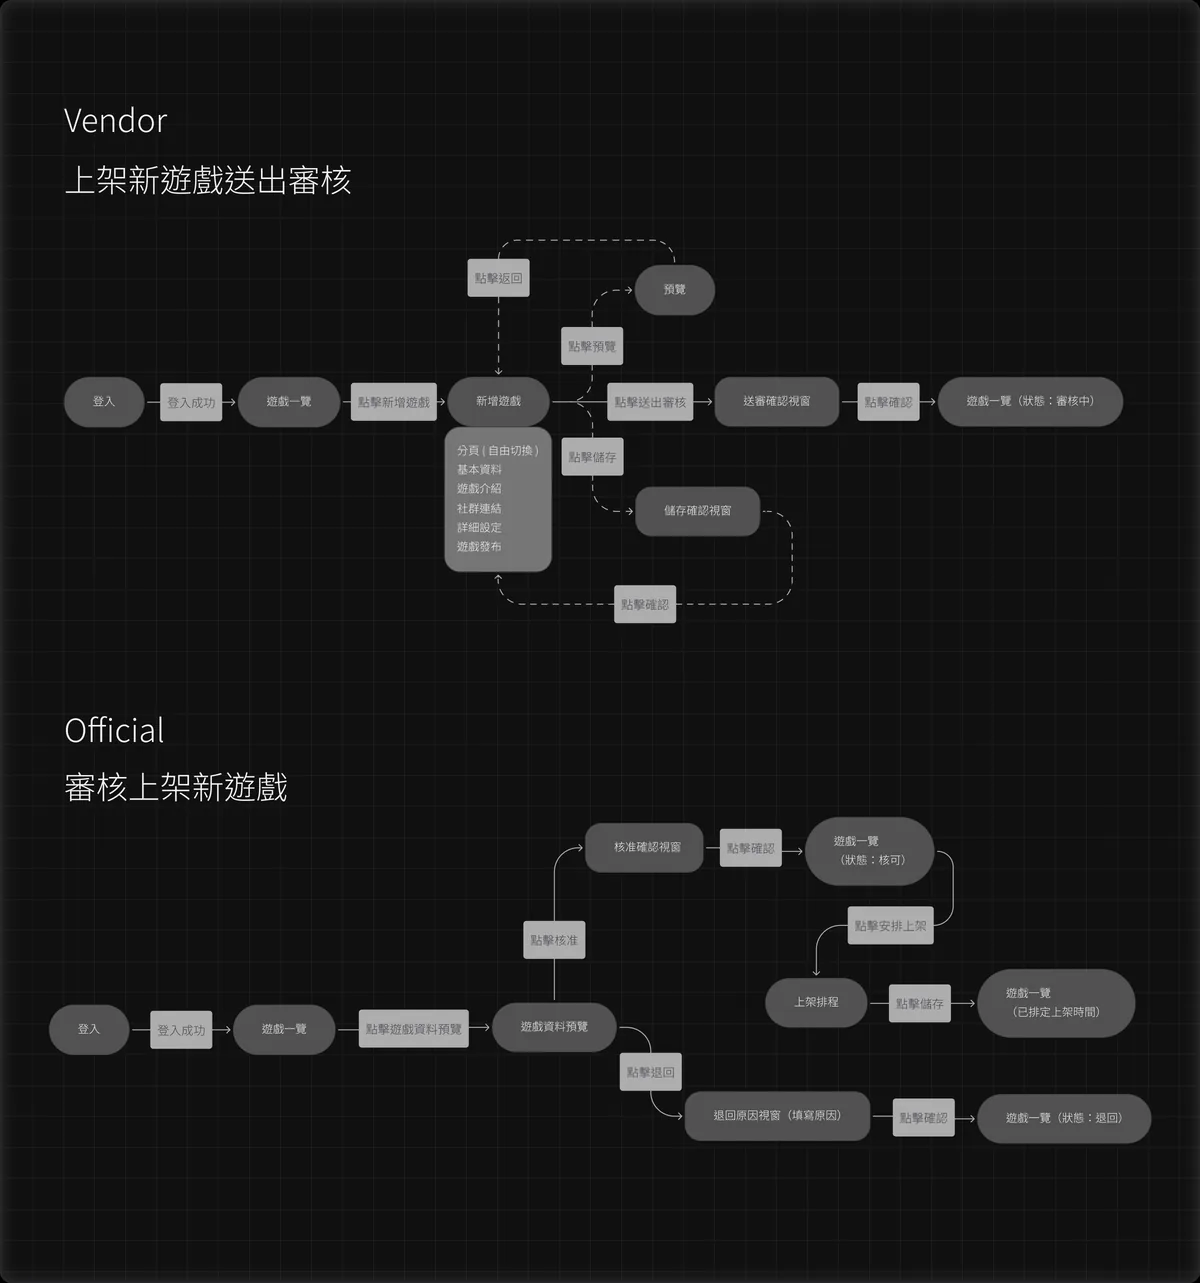 Vendor
上架新遊戲送出審核
點擊返回
預覽
點擊預覽
登入
登入成功
遊戲一覽
點擊新增遊戲
新增遊戲
點擊送出審核
送審確認視窗
點擊確認
遊戲一覽（狀態：審核中）
分頁 ( 自由切換 )
基本資料
遊戲介紹
社群連結
詳細設定
遊戲發布
點擊儲存
儲存確認視窗
點擊確認
Official
審核上架新遊戲
核准確認視窗
點擊確認
遊戲一覽
（狀態：核可）
點擊核准
點擊安排上架
上架排程
點擊儲存
遊戲一覽
（已排定上架時間）
登入
登入成功
遊戲一覽
點擊遊戲資料預覽
遊戲資料預覽
點擊退回
退回原因視窗（填寫原因）
點擊確認
遊戲一覽（狀態：退回）